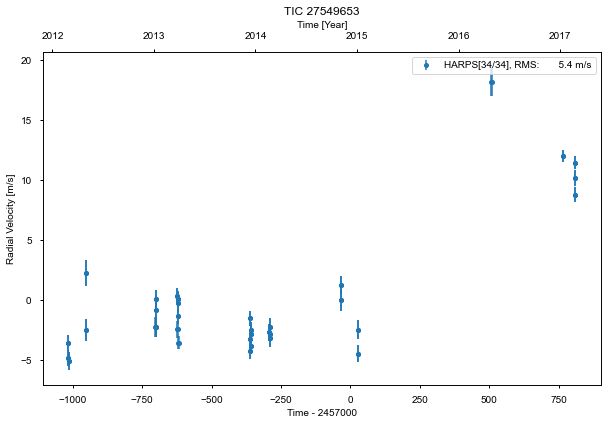 TIC 27549653
Time [Year]
2012 2013 2014 2015 2016 2017
HARPS[34/34], RMS: 5.4 m/s
20
15
10
5
0
−5
Radial Velocity [m/s]
−1000 −750 −500 −250 0 250 500 750
Time - 2457000